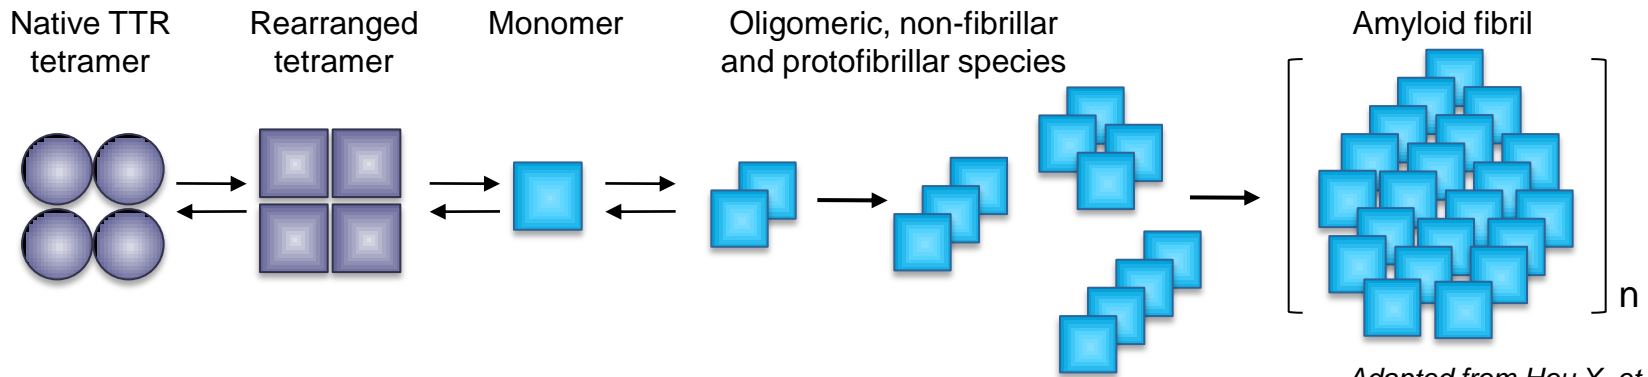 Native TTR
tetramer
Rearranged
tetramer
Monomer
Oligomeric, non-fibrillar
and protofibrillar species
Amyloid fibril
n
Adapted from Hou X, et